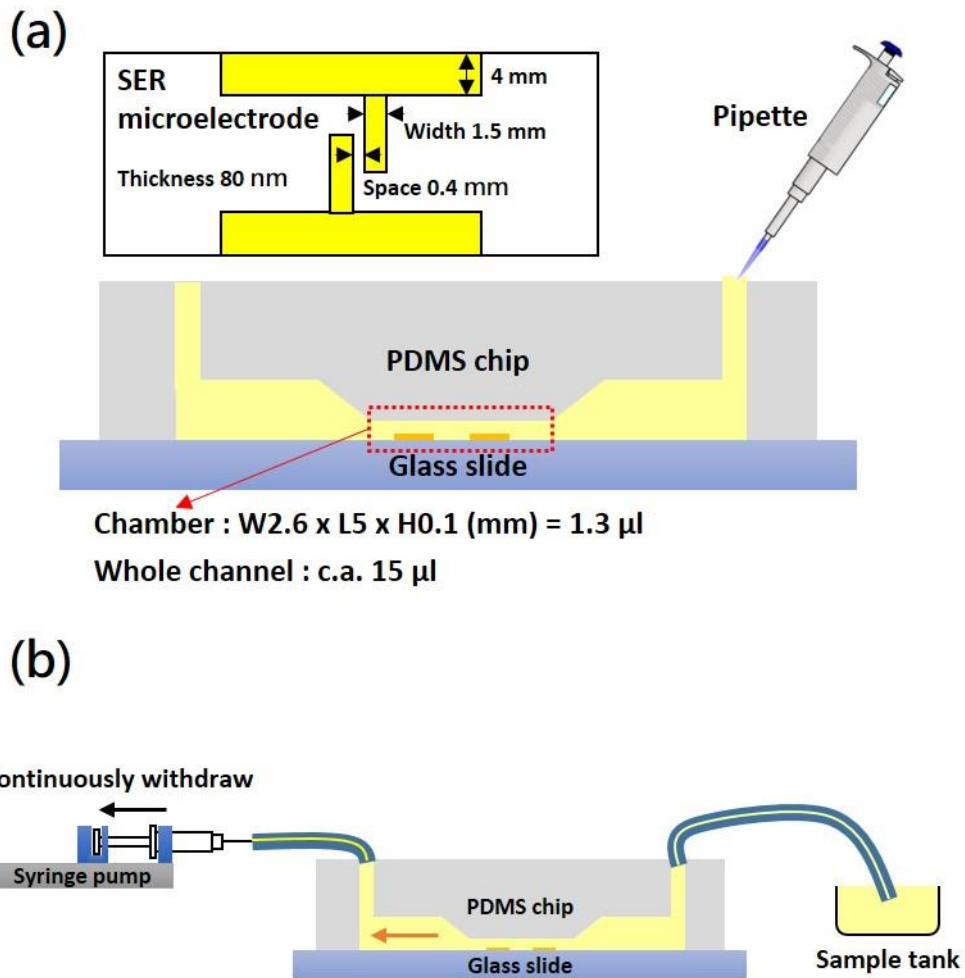 (a)
SER
microelectrode
4 mm
Width 1.5 mm
Thickness 80 nm
Space 0.4 mm
Pipette
PDMS chip
Glass slide
Chamber : W2.6 x L5 x H0.1 (mm) = 1.3 µl
Whole channel : c.a. 15 µl
(b)
ontinuously withdraw
Syringe pump
PDMS chip
Glass slide
Sample tank